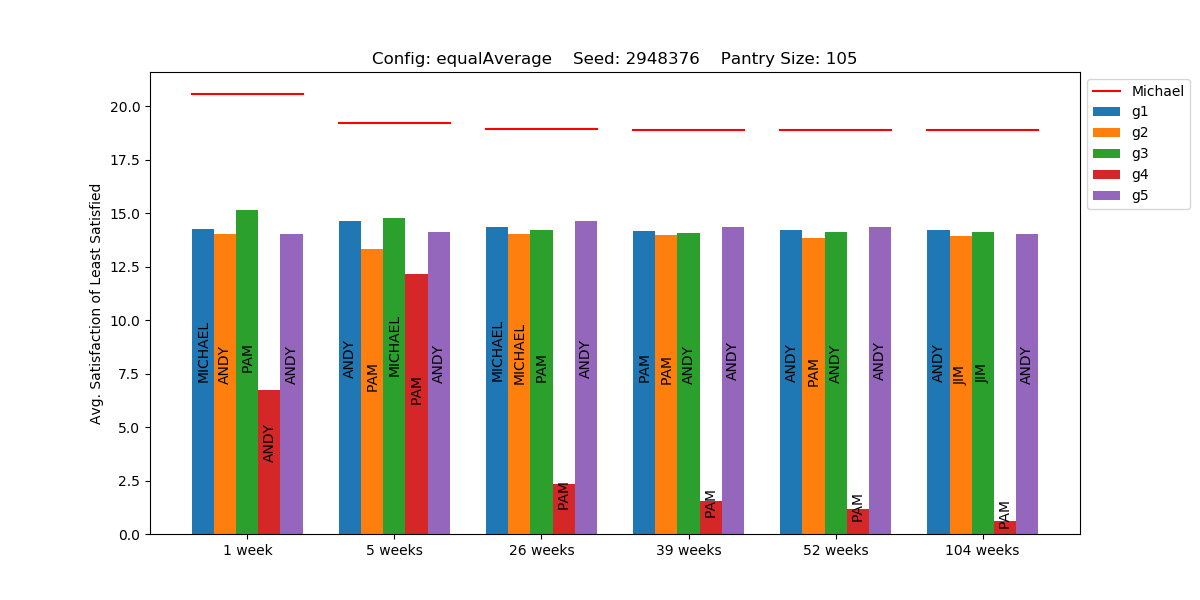 Config: equalAverage    Seed: 2948376    Pantry Size: 105
Avg. Satisfaction of Least Satisfied
20.0
17.5
15.0
12.5
10.0
7.5
5.0
2.5
0.0
MICHAEL
ANDY
PAM
ANDY
ANDY
ANDY
PAM
MICHAEL
PAM
ANDY
MICHAEL
MICHAEL
PAM
PAM
ANDY
PAM
PAM
ANDY
PAM
ANDY
ANDY
PAM
ANDY
PAM
ANDY
ANDY
JIM
JIM
PAM
ANDY
1 week
5 weeks
26 weeks
39 weeks
52 weeks
104 weeks
Michael
g1
g2
g3
g4
g5